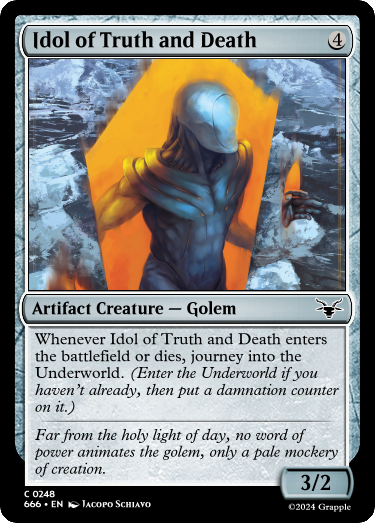 Idol of Truth and Death 4
Artifact Creature — Golem
Whenever Idol of Truth and Death enters
the battlefield or dies, journey into the
Underworld. (Enter the Underworld if you
haven't already, then put a damnation counter
on it.)
Far from the holy light of day, no word of
power animates the golem, only a pale mockery
of creation.
3/2
C 0248
666 • EN Jacopo Schiavo
©2024 Grapple